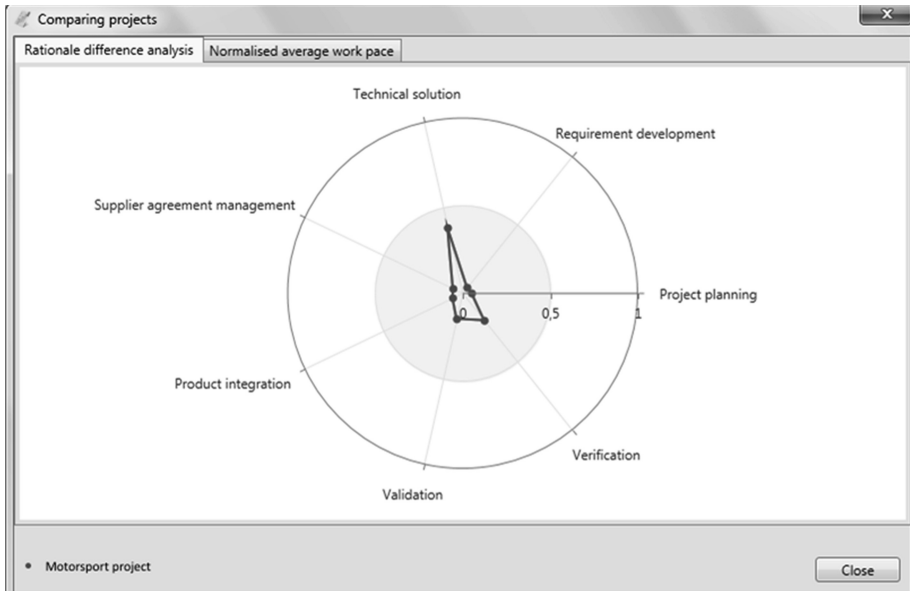 Comparing projects
Rationale difference analysis
Normalised average work pace
Technical solution
Requirement development
Supplier agreement management
Project planning
0
0,5
1
Product integration
Verification
Validation
Motorsport project
Close